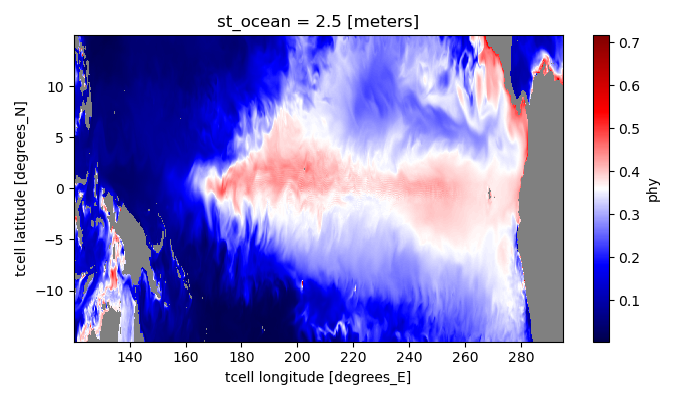 st_ocean = 2.5 [meters]
10
5
0
−5
−10
tcell latitude [degrees_N]
140 160 180 200 220 240 260 280
tcell longitude [degrees_E]
0.7
0.6
0.5
0.4
0.3
0.2
0.1
phy